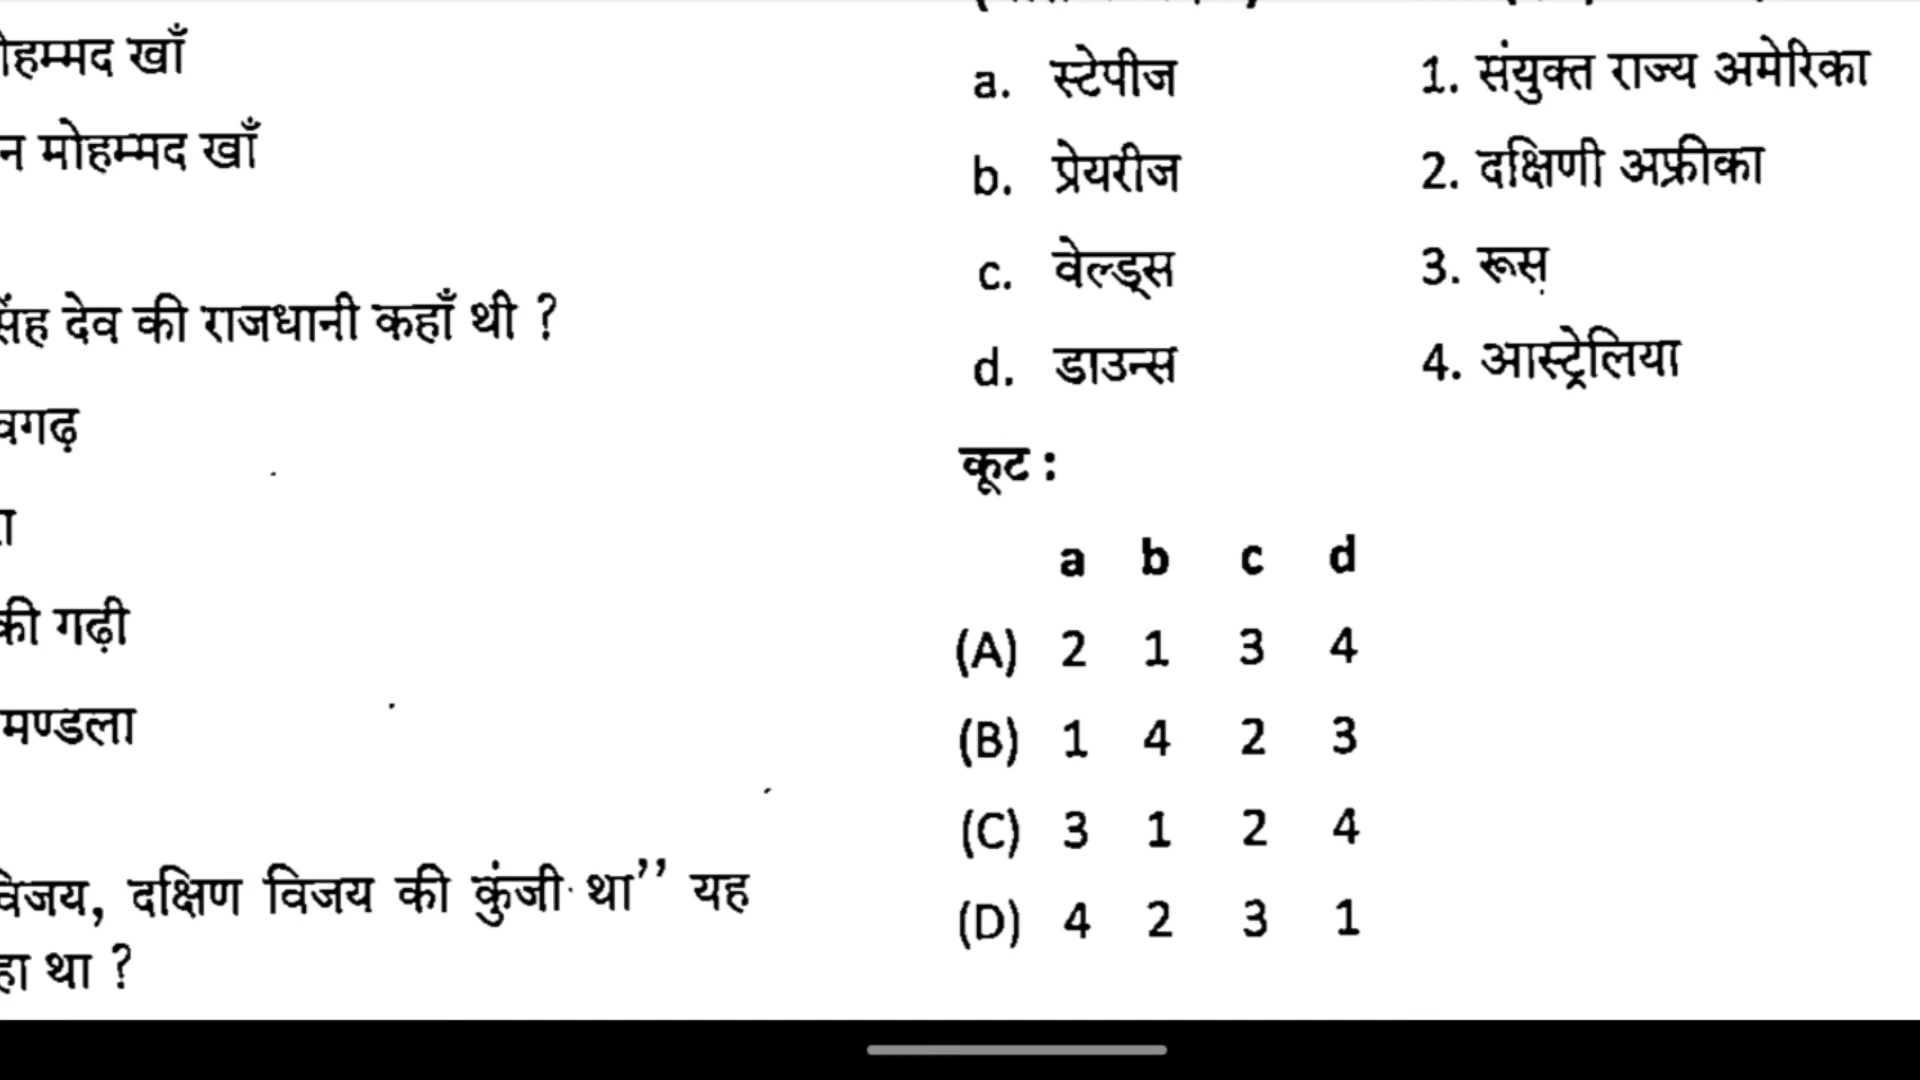 मोहम्मद खाँ
न मोहम्मद खाँ
सिंह देव की राजधानी कहाँ थी ?
वगढ़
की गढ़ी
मण्डला
विजय, दक्षिण विजय की कुंजी था’’ यह
हा था ?
a. स्टेपीज 1. संयुक्त राज्य अमेरिका
b. प्रेयरीज 2. दक्षिणी अफ्रीका
c. वेल्ड्स 3. रूस
d. डाउन्स 4. आस्ट्रेलिया
कूट :
a b c d
(A) 2 1 3 4
(B) 1 4 2 3
(C) 3 1 2 4
(D) 4 2 3 1